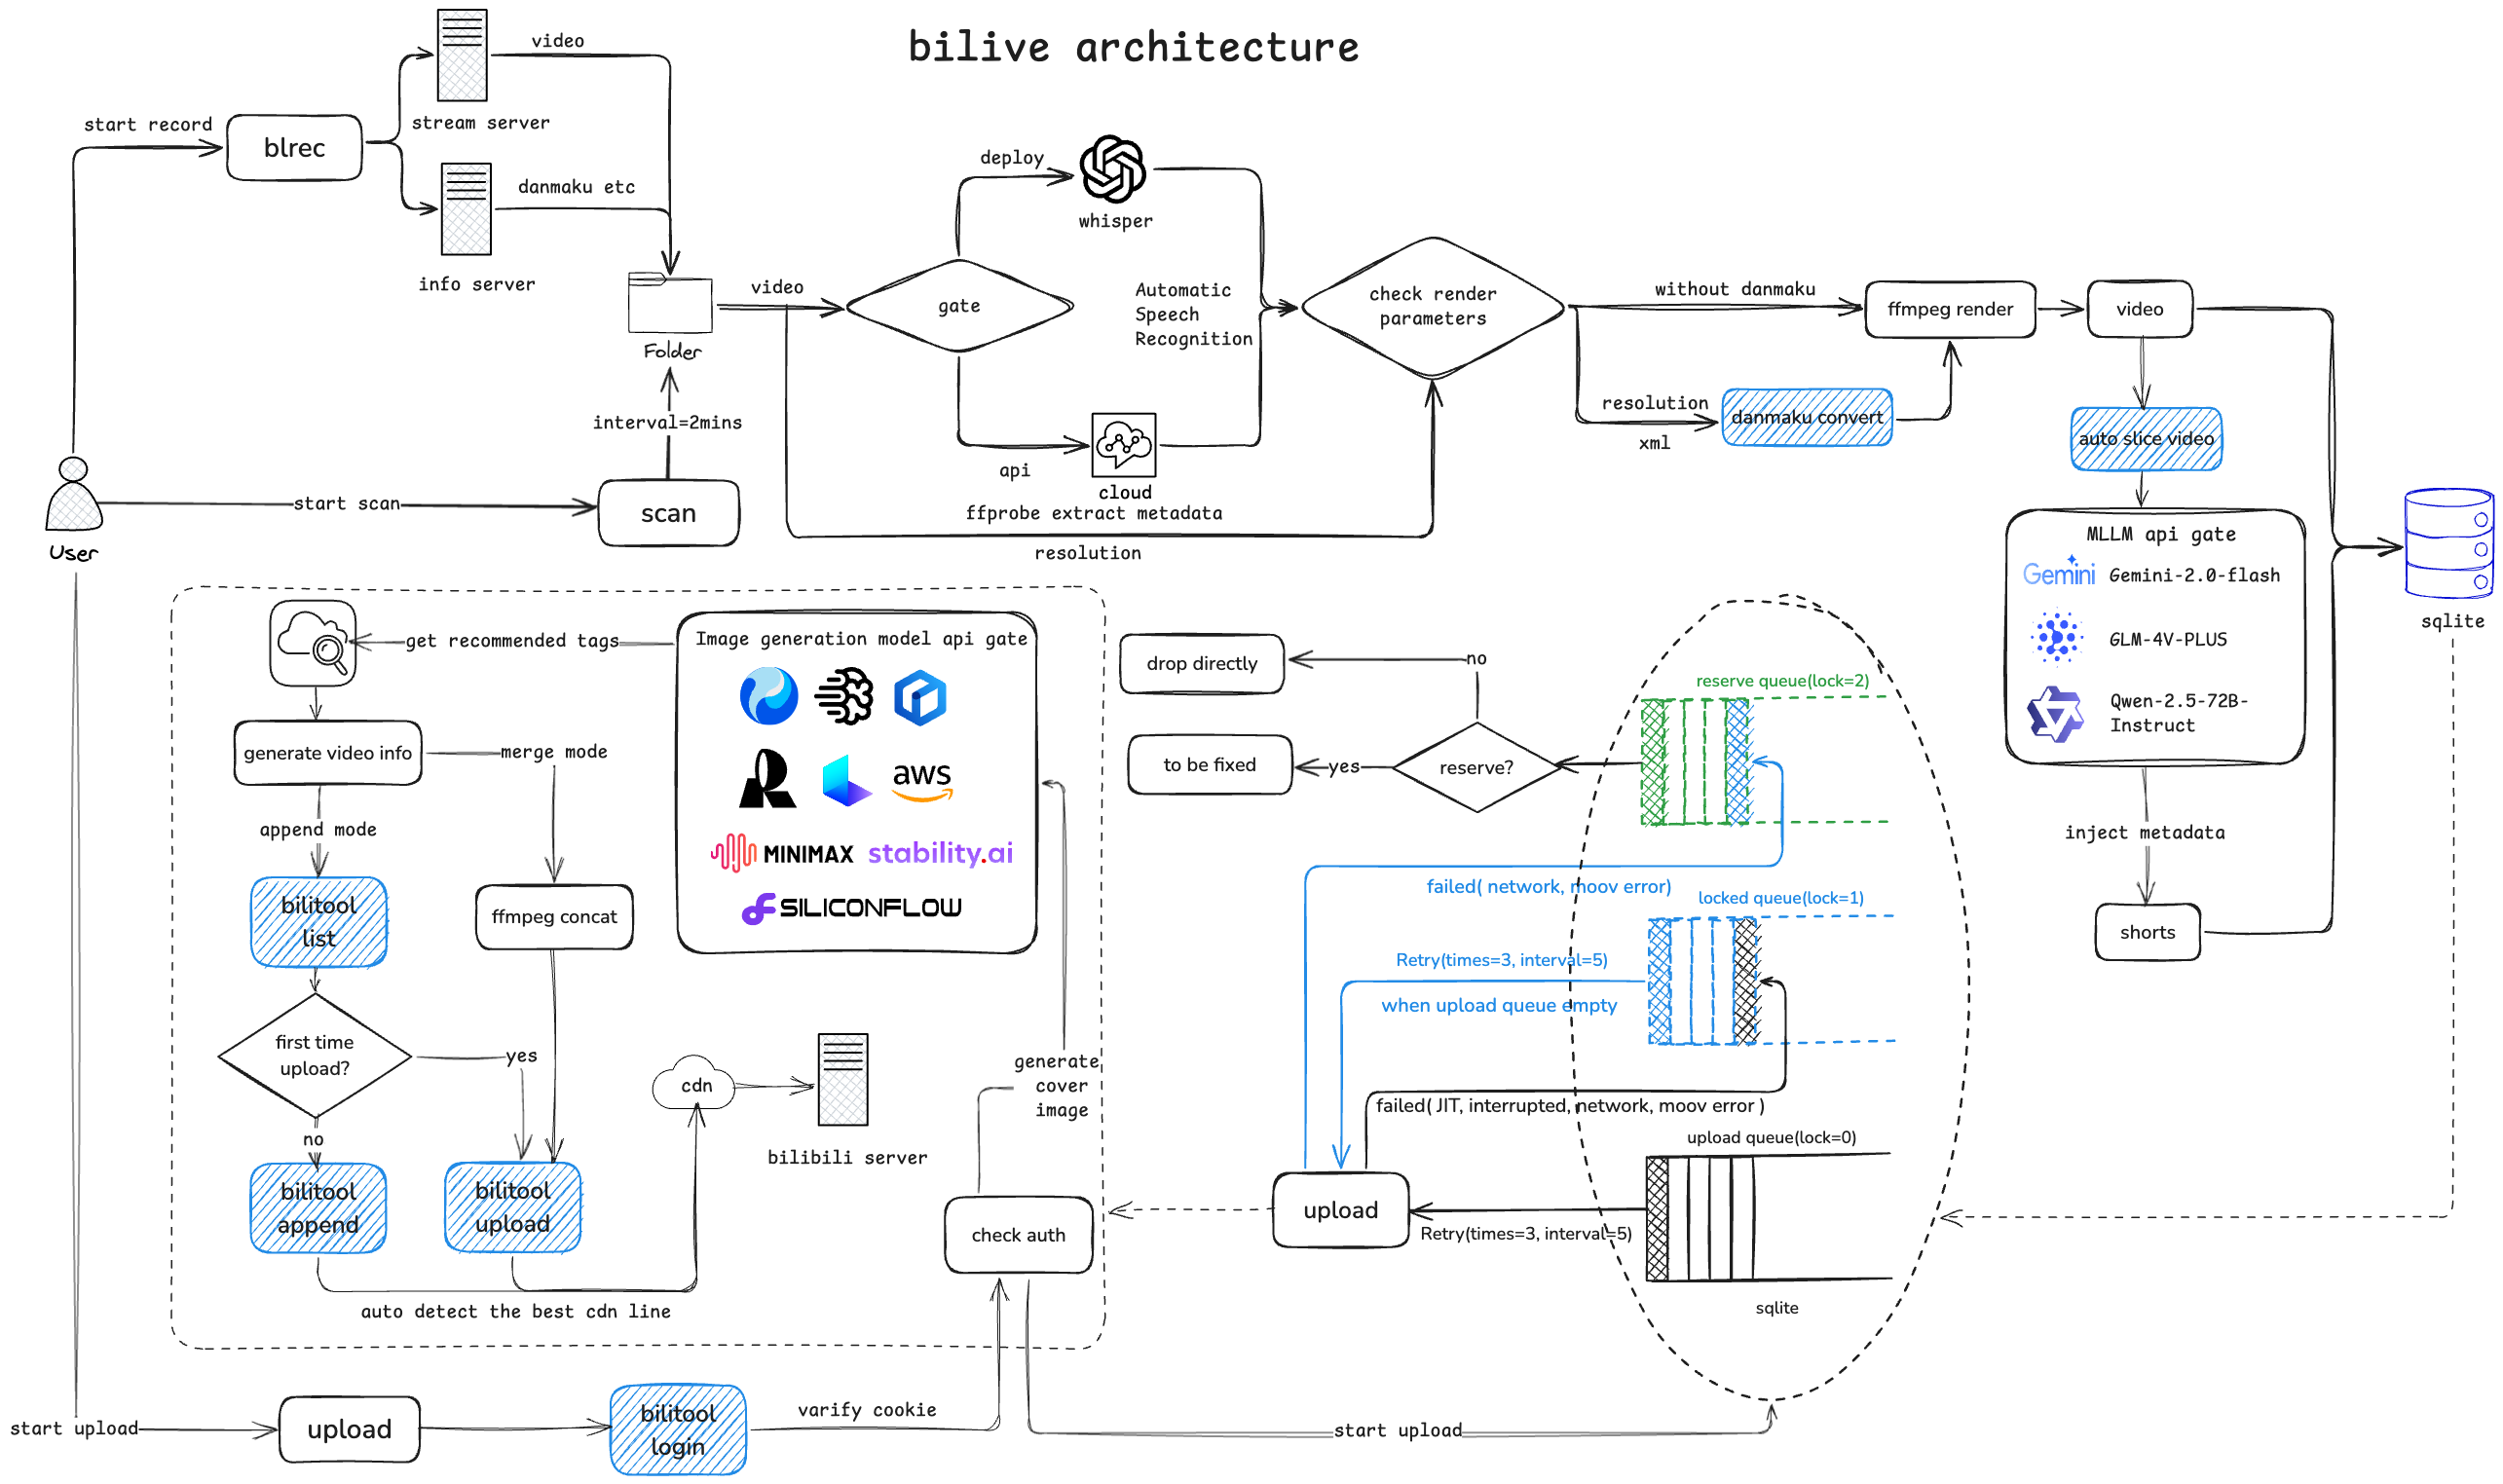 bilive architecture
video
start record
blrec
stream server
danmaku etc
info server
deploy
whisper
Automatic
Speech
Recognition
video
gate
Folder
check render
parameters
without danmaku
ffmpeg render
video
interval=2mins
resolution
danmaku convert
xml
auto slice video
api
cloud
ffprobe extract metadata
resolution
start scan
scan
User
MLLM api gate
Gemini
Gemini-2.0-flash
GLM-4V-PLUS
Qwen-2.5-72B-
Instruct
sqlite
inject metadata
shorts
get recommended tags
Image generation model api gate
aws
MINIMAX
stability.ai
SILICONFLOW
generate video info
merge mode
append mode
bilitool
list
ffmpeg concat
first time
upload?
yes
no
bilitool
append
bilitool
upload
cdn
bilibili server
auto detect the best cdn line
generate
cover
image
check auth
drop directly
no
to be fixed
yes
reserve?
reserve queue(lock=2)
failed( network, moov error)
locked queue(lock=1)
Retry(times=3, interval=5)
when upload queue empty
failed( JIT, interrupted, network, moov error )
upload queue(lock=0)
upload
Retry(times=3, interval=5)
sqlite
start upload
upload
bilitool
login
varify cookie
start upload